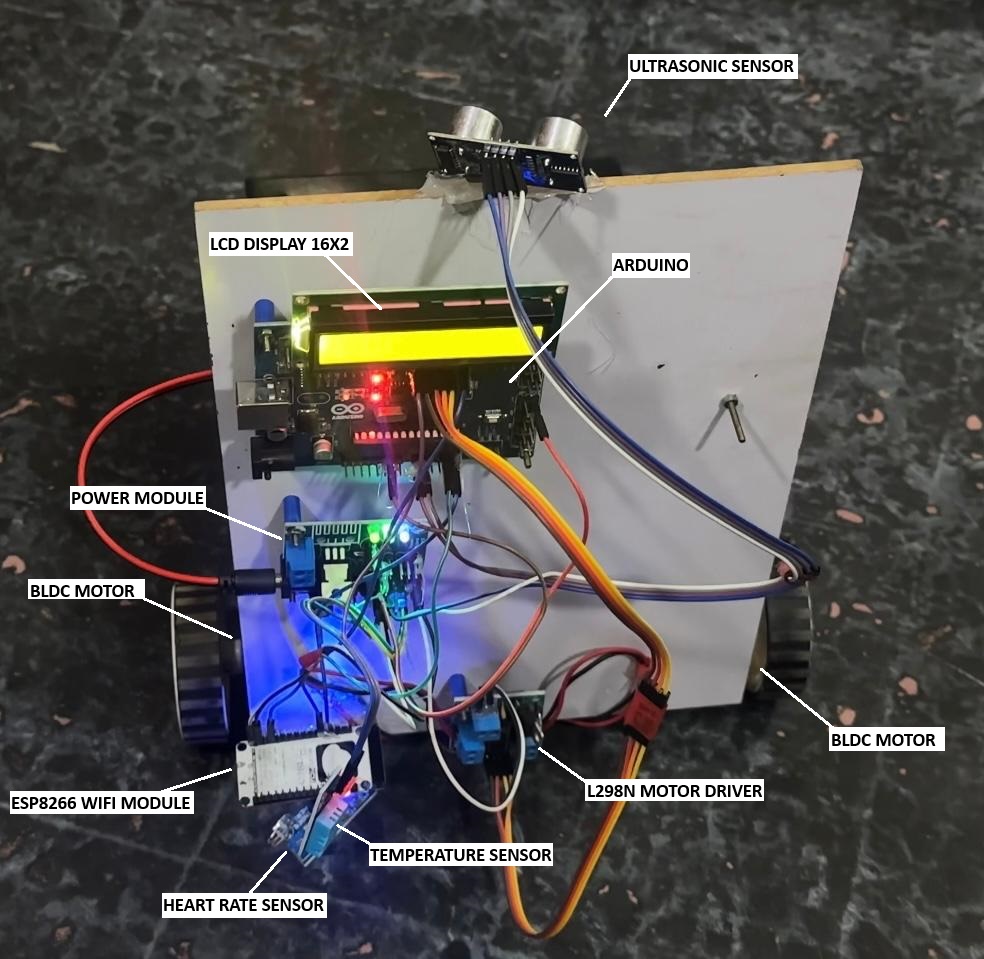 ULTRASONIC SENSOR
LCD DISPLAY 16X2
ARDUINO
POWER MODULE
BLDC MOTOR
BLDC MOTOR
L298N MOTOR DRIVER
ESP8266 WIFI MODULE
TEMPERATURE SENSOR
HEART RATE SENSOR